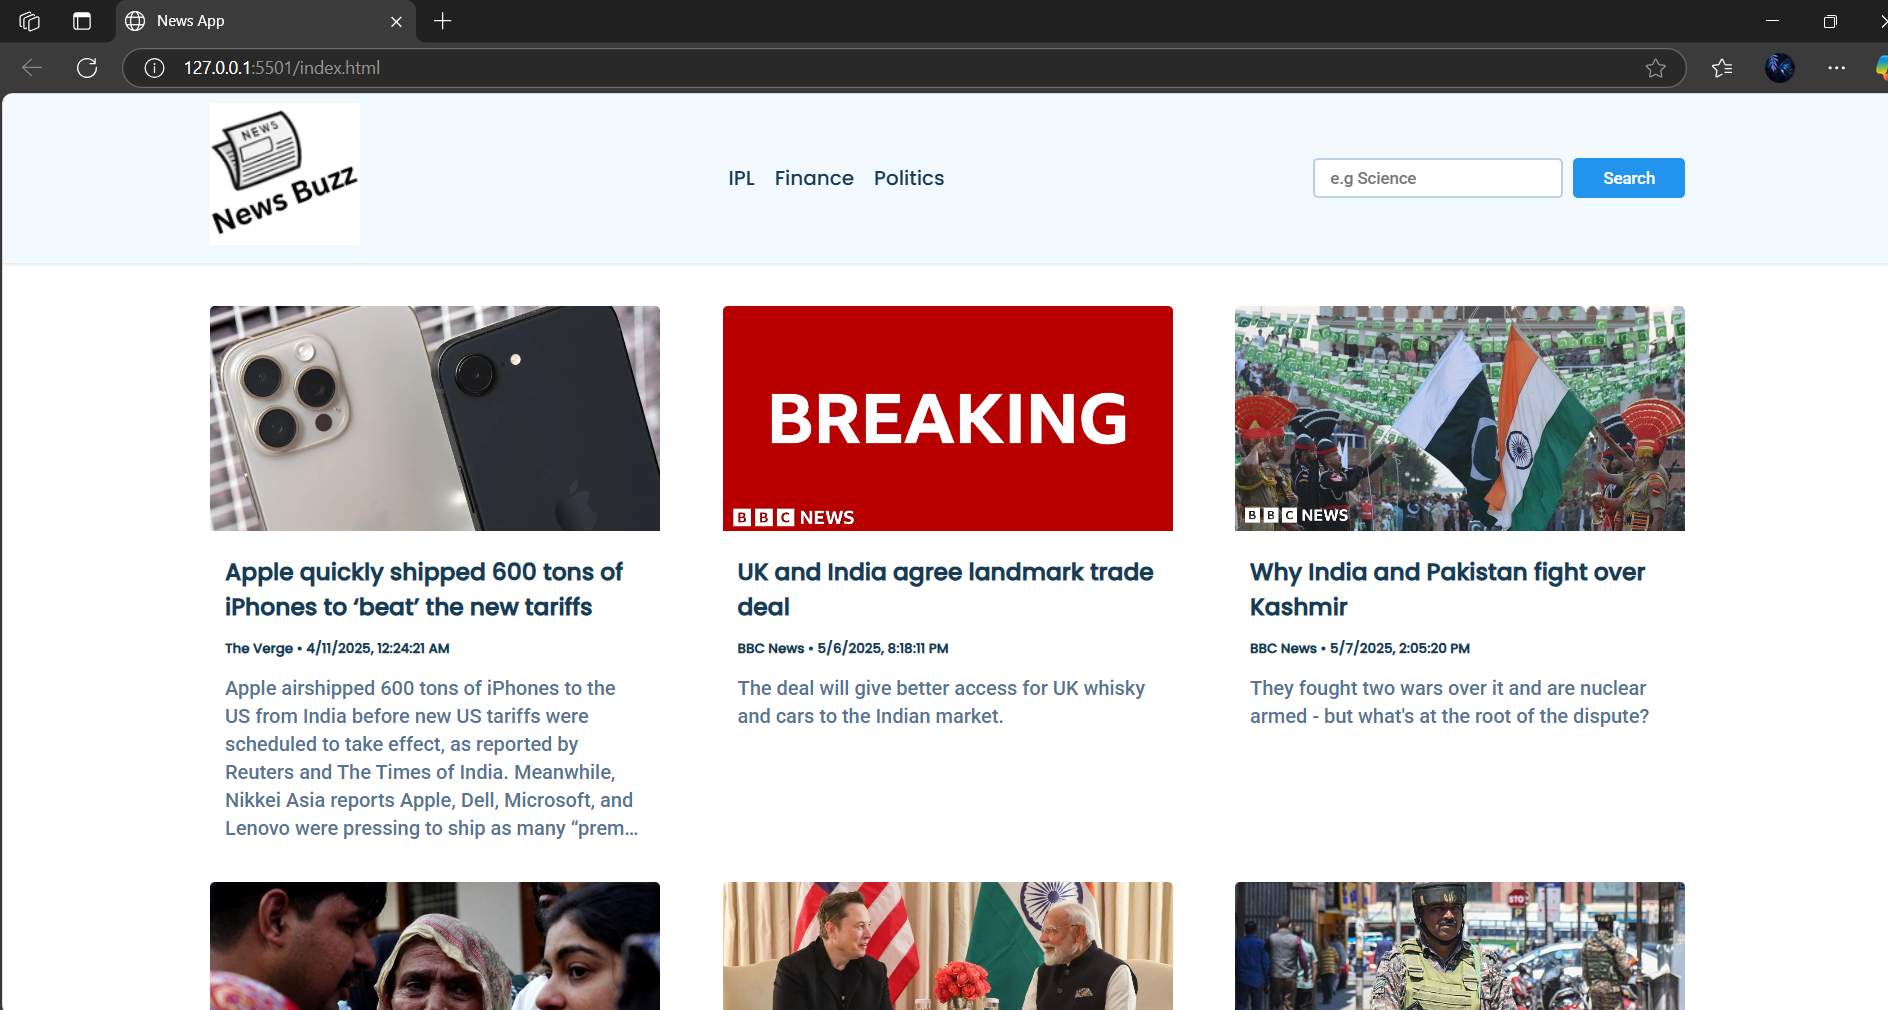 News App
127.0.0.1:5501/index.html
NEWS
News Buzz
IPL Finance Politics
e.g Science
Search
BREAKING
BBC NEWS
BBC NEWS
Apple quickly shipped 600 tons of
iPhones to ‘beat’ the new tariffs
The Verge • 4/11/2025, 12:24:21 AM
Apple airshipped 600 tons of iPhones to the
US from India before new US tariffs were
scheduled to take effect, as reported by
Reuters and The Times of India. Meanwhile,
Nikkei Asia reports Apple, Dell, Microsoft, and
Lenovo were pressing to ship as many “prem...
UK and India agree landmark trade
deal
BBC News • 5/6/2025, 8:18:11 PM
The deal will give better access for UK whisky
and cars to the Indian market.
Why India and Pakistan fight over
Kashmir
BBC News • 5/7/2025, 2:05:20 PM
They fought two wars over it and are nuclear
armed - but what's at the root of the dispute?
STOP
P